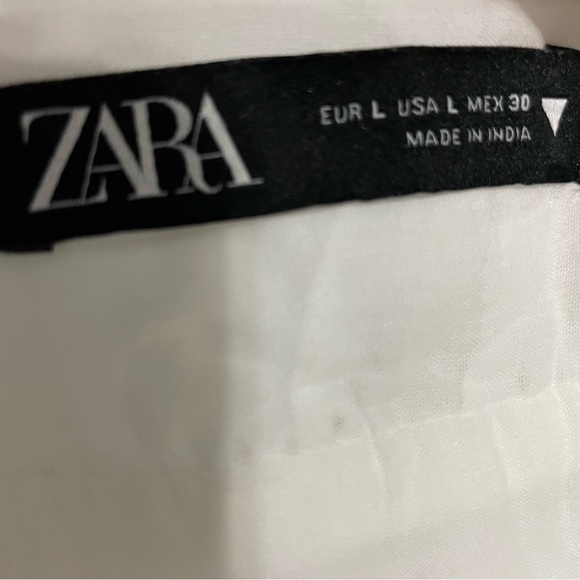 ZARA
EUR L USA L MEX 30
MADE IN INDIA